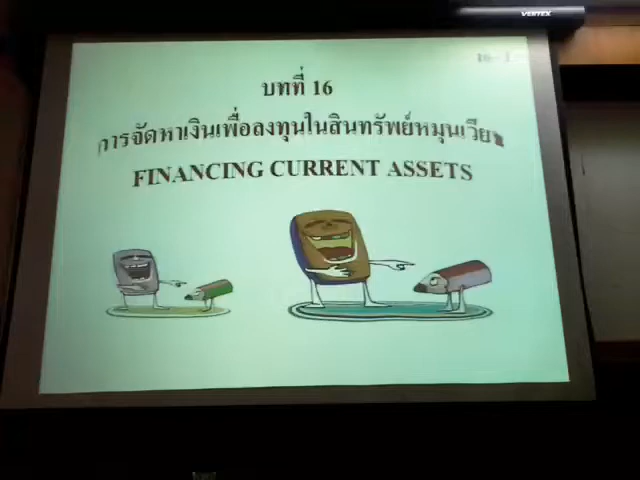 VERTEX
บทที่ 16
การจัดหาเงินเพื่อลงทุนในสินทรัพย์หมุนเวียน
FINANCING CURRENT ASSETS